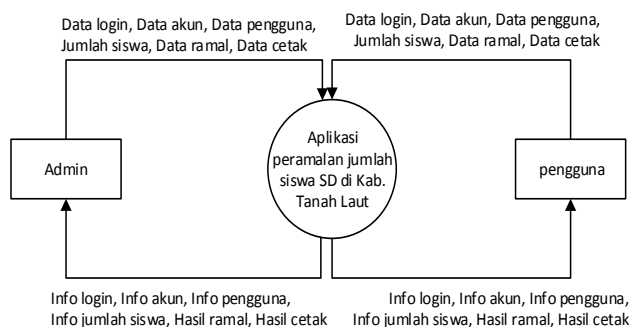 Data login, Data akun, Data pengguna,
Jumlah siswa, Data ramal, Data cetak
Data login, Data akun, Data pengguna,
Jumlah siswa, Data ramal, Data cetak
Admin
Aplikasi
peramalan jumlah
siswa SD di Kab.
Tanah Laut
pengguna
Info login, Info akun, Info pengguna,
Info jumlah siswa, Hasil ramal, Hasil cetak
Info login, Info akun, Info pengguna,
Info jumlah siswa, Hasil ramal, Hasil cetak